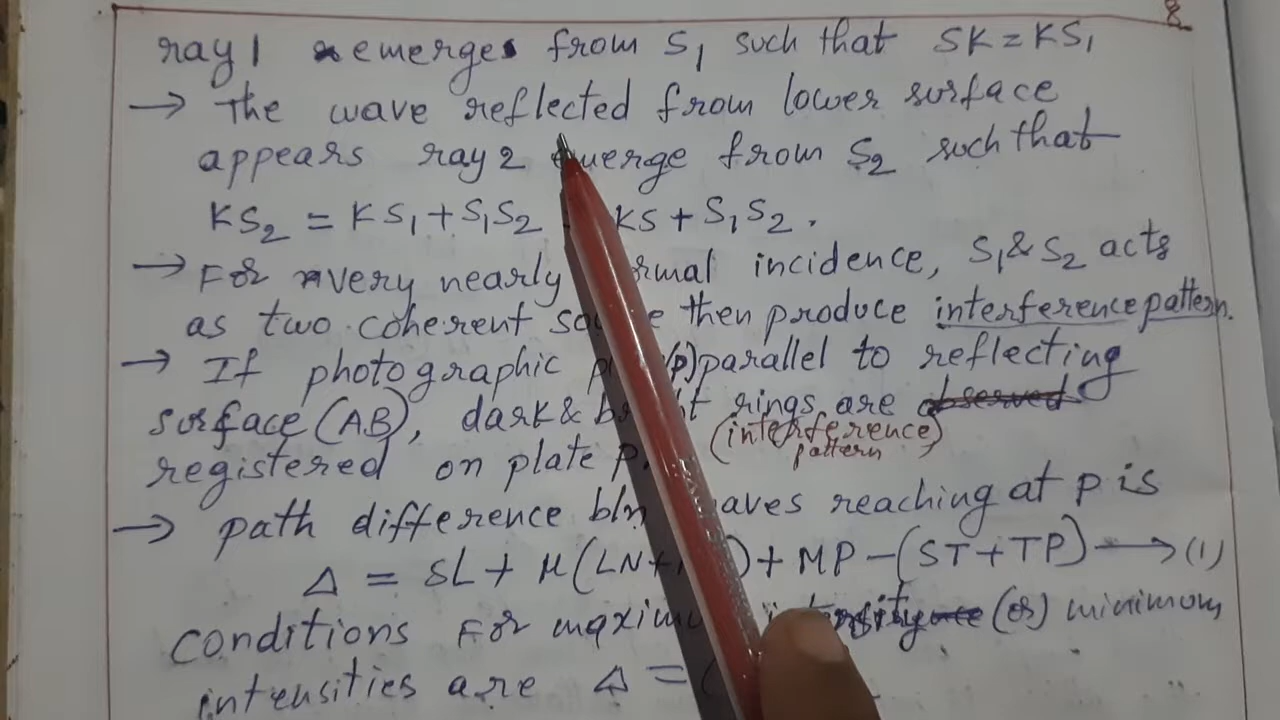 8
ray 1 emerges from S₁ such that SK = KS₁
→ The wave reflected from lower surface
appears ray 2 emerge from S₂ such that
KS₂ = KS₁ + S₁S₂ KS + S₁S₂.
→ For very nearly incidence, S₁ & S₂ acts
as two coherent then produce interference pattern.
→ If photographic (P) parallel to reflecting
surface (AB), dark & rings are observed
(interference)
pattern
registered on plate P.
→ path difference b/n waves reaching at P is
Δ = SL + μ(LN+ ) + MP - (ST + TP) → (1)
conditions For (or) minimum
intensities are Δ =